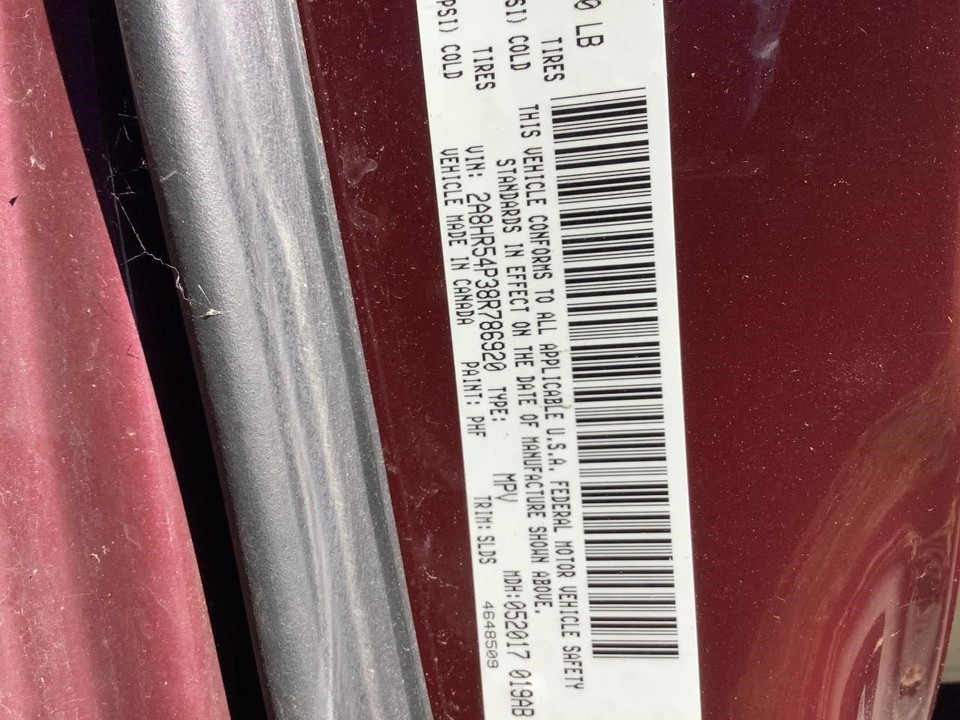 0 LB
TIRES
SI) COLD
TIRES
PSI) COLD
THIS VEHICLE CONFORMS TO ALL APPLICABLE U.S.A. FEDERAL MOTOR VEHICLE SAFETY
STANDARDS IN EFFECT ON THE DATE OF MANUFACTURE SHOWN ABOVE.
VIN: 2A8HR54P38R786920 TYPE: MPV MDH:052017 019AB
VEHICLE MADE IN CANADA PAINT: PHF TRIM: SLDS 4648509